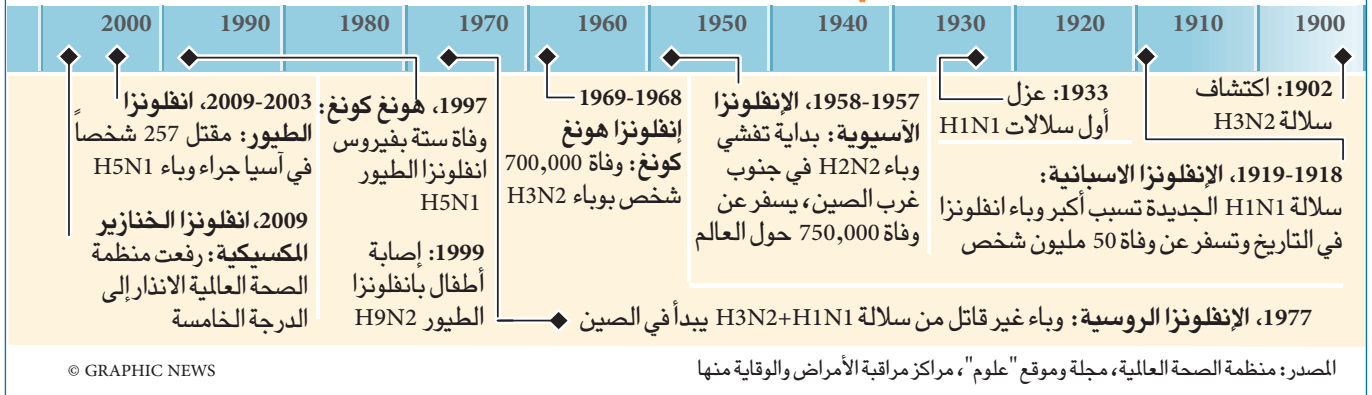 1900
1910
1920
1930
1940
1950
1960
1970
1980
1990
2000
1902: اكتشاف
سلالة H3N2
1919-1918، الإنفلونزا الاسبانية:
سلالة H1N1 الجديدة تسبب أكبر وباء انفلونزا
في التاريخ وتسفر عن وفاة 50 مليون شخص
1933: عزل
أول سلالات H1N1
1958-1957، الإنفلونزا
الآسيوية: بداية تفشي
وباء H2N2 في جنوب
غرب الصين، يسفر عن
وفاة 750,000 حول العالم
1969-1968
إنفلونزا هونغ
كونغ: وفاة 700,000
شخص بوباء H3N2
1977، الإنفلونزا الروسية: وباء غير قاتل من سلالة H3N2+H1N1 يبدأ في الصين
1997، هونغ كونغ:
وفاة ستة بفيروس
انفلونزا الطيور
H5N1
1999: إصابة
أطفال بانفلونزا
الطيور H9N2
2009-2003، انفلونزا
الطيور: مقتل 257 شخصاً
في آسيا جراء وباء H5N1
2009، انفلونزا الخنازير
المكسيكية: رفعت منظمة
الصحة العالمية الانذار إلى
الدرجة الخامسة
المصدر: منظمة الصحة العالمية، مجلة وموقع "علوم"، مراكز مراقبة الأمراض والوقاية منها
© GRAPHIC NEWS